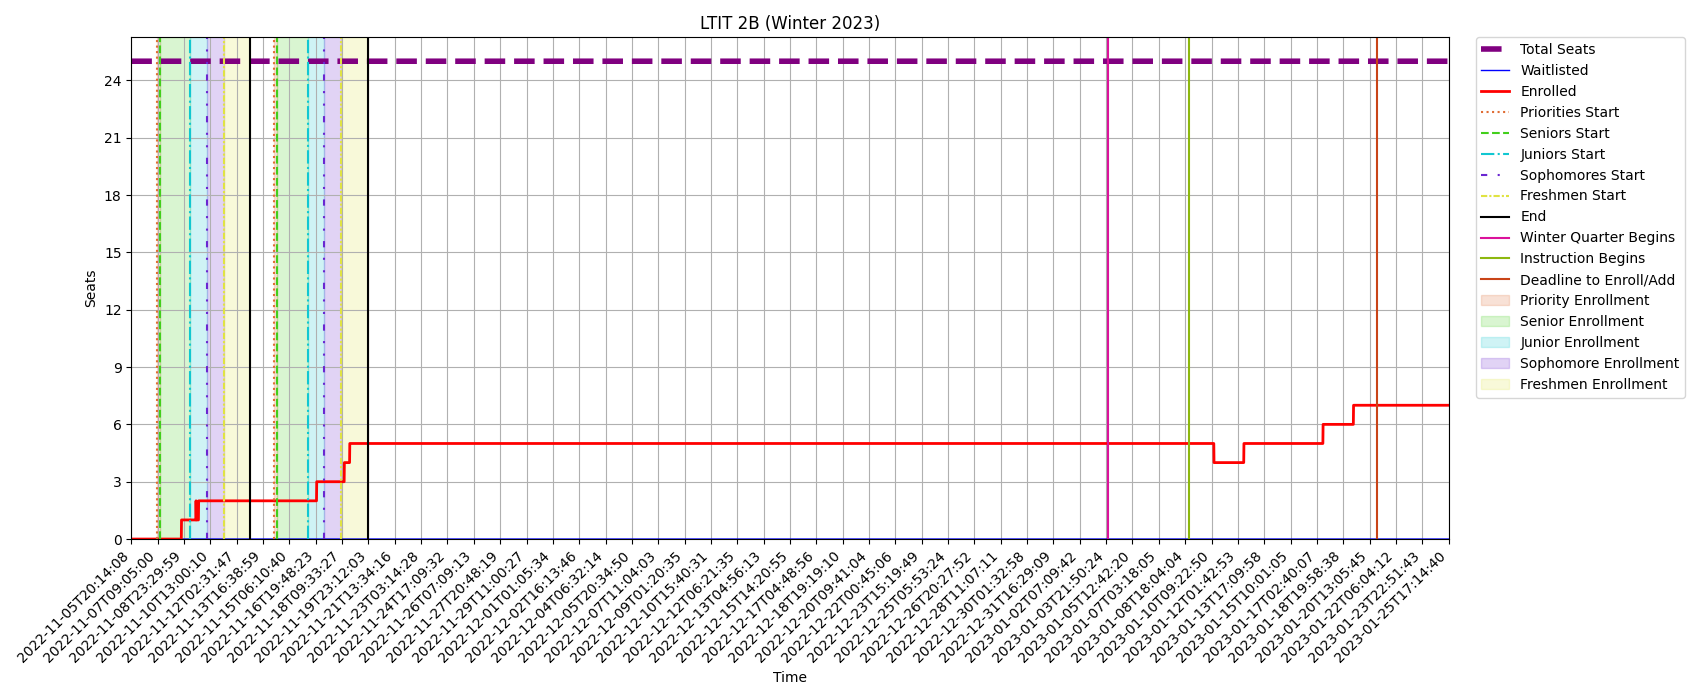 LTIT 2B (Winter 2023)
Seats
24
21
18
15
12
9
6
3
0
2022-11-05T20:14:08
2022-11-07T09:05:00
2022-11-08T23:29:59
2022-11-10T13:00:10
2022-11-12T02:31:47
2022-11-13T16:38:59
2022-11-15T06:10:40
2022-11-16T19:48:23
2022-11-18T09:33:27
2022-11-19T23:12:03
2022-11-21T13:34:16
2022-11-23T03:14:28
2022-11-24T17:09:32
2022-11-26T07:09:13
2022-11-27T20:48:19
2022-11-29T11:00:27
2022-12-01T01:05:34
2022-12-02T16:13:46
2022-12-04T06:32:14
2022-12-05T20:34:50
2022-12-07T11:04:03
2022-12-09T01:20:35
2022-12-10T15:40:31
2022-12-12T06:21:35
2022-12-13T04:56:13
2022-12-15T14:20:55
2022-12-17T04:48:56
2022-12-18T19:19:10
2022-12-20T09:41:04
2022-12-22T00:45:06
2022-12-23T15:19:49
2022-12-25T05:53:24
2022-12-26T20:27:52
2022-12-28T11:07:11
2022-12-30T01:32:58
2022-12-31T16:29:09
2023-01-02T07:09:42
2023-01-03T21:50:24
2023-01-05T12:42:20
2023-01-07T03:18:05
2023-01-08T18:04:04
2023-01-10T09:22:50
2023-01-12T01:42:53
2023-01-13T17:09:58
2023-01-15T10:01:05
2023-01-17T02:40:07
2023-01-18T19:58:38
2023-01-20T13:05:45
2023-01-22T06:04:12
2023-01-23T22:51:43
2023-01-25T17:14:40
Time
Total Seats
Waitlisted
Enrolled
Priorities Start
Seniors Start
Juniors Start
Sophomores Start
Freshmen Start
End
Winter Quarter Begins
Instruction Begins
Deadline to Enroll/Add
Priority Enrollment
Senior Enrollment
Junior Enrollment
Sophomore Enrollment
Freshmen Enrollment